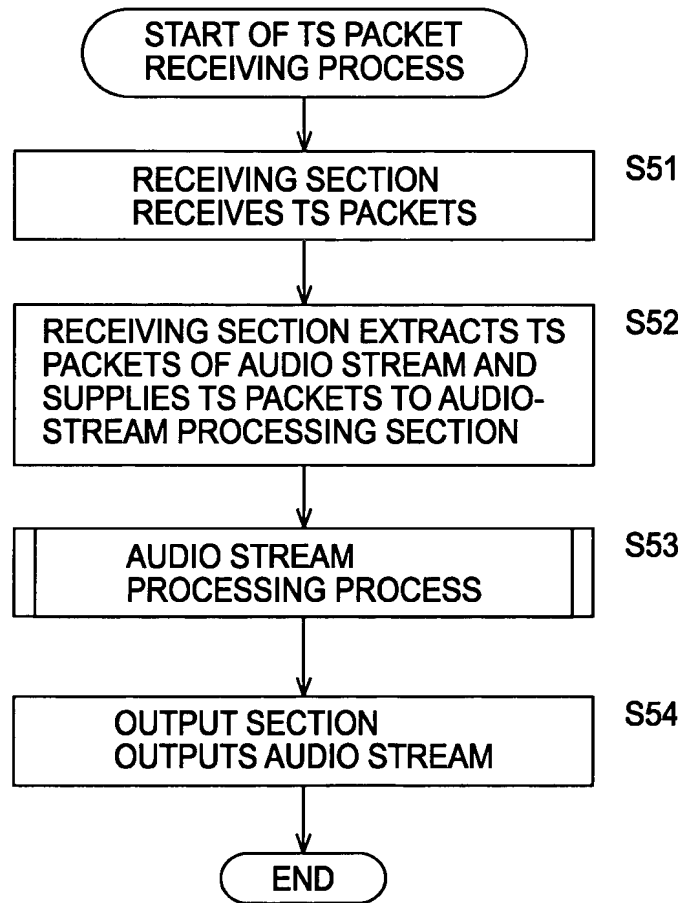 START OF TS PACKET
RECEIVING PROCESS
RECEIVING SECTION
RECEIVES TS PACKETS
S51
RECEIVING SECTION EXTRACTS TS
PACKETS OF AUDIO STREAM AND
SUPPLIES TS PACKETS TO AUDIO-
STREAM PROCESSING SECTION
S52
AUDIO STREAM
PROCESSING PROCESS
S53
OUTPUT SECTION
OUTPUTS AUDIO STREAM
S54
END